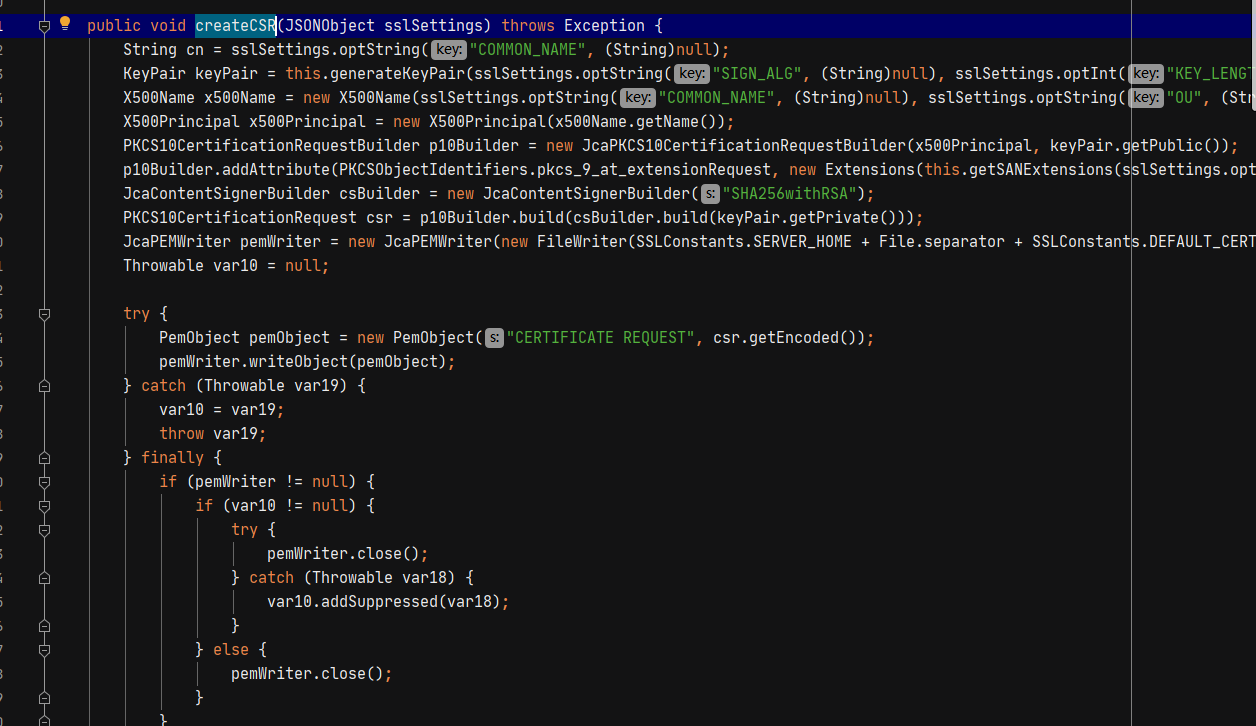 public void createCSR(JSONObject sslSettings) throws Exception {
String cn = sslSettings.optString( key: "COMMON_NAME", (String)null);
KeyPair keyPair = this.generateKeyPair(sslSettings.optString( key: "SIGN_ALG", (String)null), sslSettings.optInt( key: "KEY_LENGT
X500Name x500Name = new X500Name(sslSettings.optString( key: "COMMON_NAME", (String)null), sslSettings.optString( key: "OU", (Str
X500Principal x500Principal = new X500Principal(x500Name.getName());
PKCS10CertificationRequestBuilder p10Builder = new JcaPKCS10CertificationRequestBuilder(x500Principal, keyPair.getPublic());
p10Builder.addAttribute(PKCSObjectIdentifiers.pkcs_9_at_extensionRequest, new Extensions(this.getSANExtensions(sslSettings.opt
JcaContentSignerBuilder csBuilder = new JcaContentSignerBuilder( s: "SHA256withRSA");
PKCS10CertificationRequest csr = p10Builder.build(csBuilder.build(keyPair.getPrivate()));
JcaPEMWriter pemWriter = new JcaPEMWriter(new FileWriter(SSLConstants.SERVER_HOME + File.separator + SSLConstants.DEFAULT_CERT
Throwable var10 = null;
try {
PemObject pemObject = new PemObject( s: "CERTIFICATE REQUEST", csr.getEncoded());
pemWriter.writeObject(pemObject);
} catch (Throwable var19) {
var10 = var19;
throw var19;
} finally {
if (pemWriter != null) {
if (var10 != null) {
try {
pemWriter.close();
} catch (Throwable var18) {
var10.addSuppressed(var18);
}
} else {
pemWriter.close();
}
}